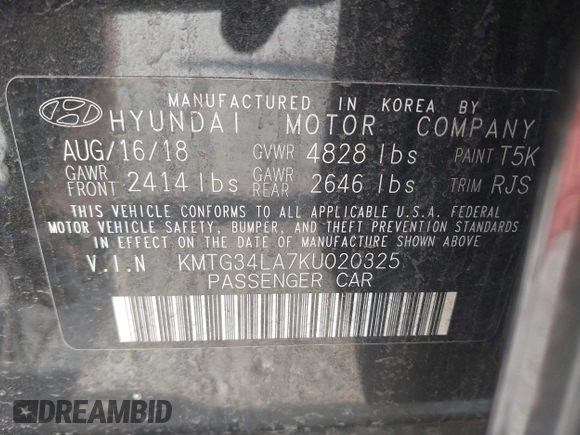 MANUFACTURED IN KOREA BY
HYUNDAI MOTOR COMPANY
AUG/16/18 GVWR 4828 lbs PAINT T5K
GAWR FRONT 2414 lbs GAWR REAR 2646 lbs TRIM RJS
THIS VEHICLE CONFORMS TO ALL APPLICABLE U.S.A. FEDERAL
MOTOR VEHICLE SAFETY, BUMPER, AND THEFT PREVENTION
STANDARDS IN EFFECT ON THE DATE OF MANUFACTURE SHOWN ABOVE
V.I.N KMTG34LA7KU020325
PASSENGER CAR
DREAMBID